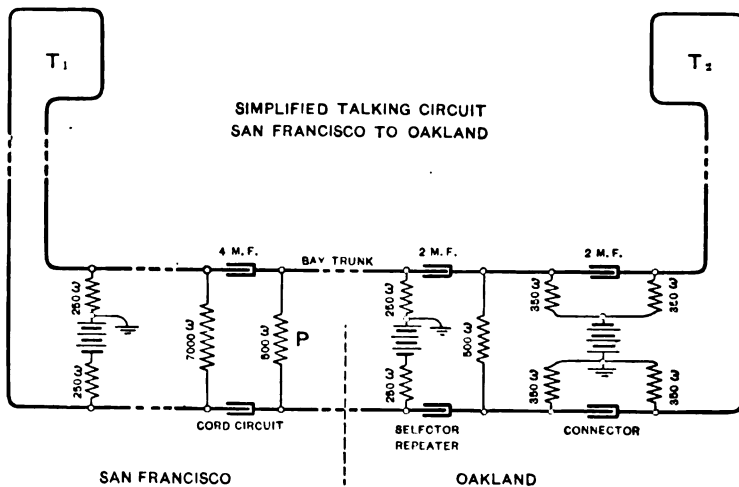 T1
T2
SIMPLIFIED TALKING CIRCUIT
SAN FRANCISCO TO OAKLAND
4 M.F.
BAY TRUNK
2 M.F.
2 M.F.
250 ω
250 ω
7000 ω
P
250 ω
250 ω
500 ω
350 ω
350 ω
350 ω
350 ω
CORD CIRCUIT
SELECTOR
REPEATER
CONNECTOR
SAN FRANCISCO
OAKLAND